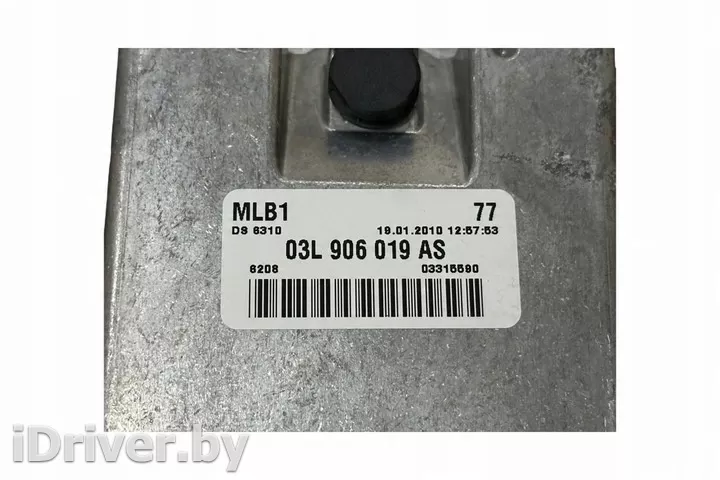 MLB1 77
DS 6310 19.01.2010 12:57:53
03L 906 019 AS
6208 03315590
iDriver.by